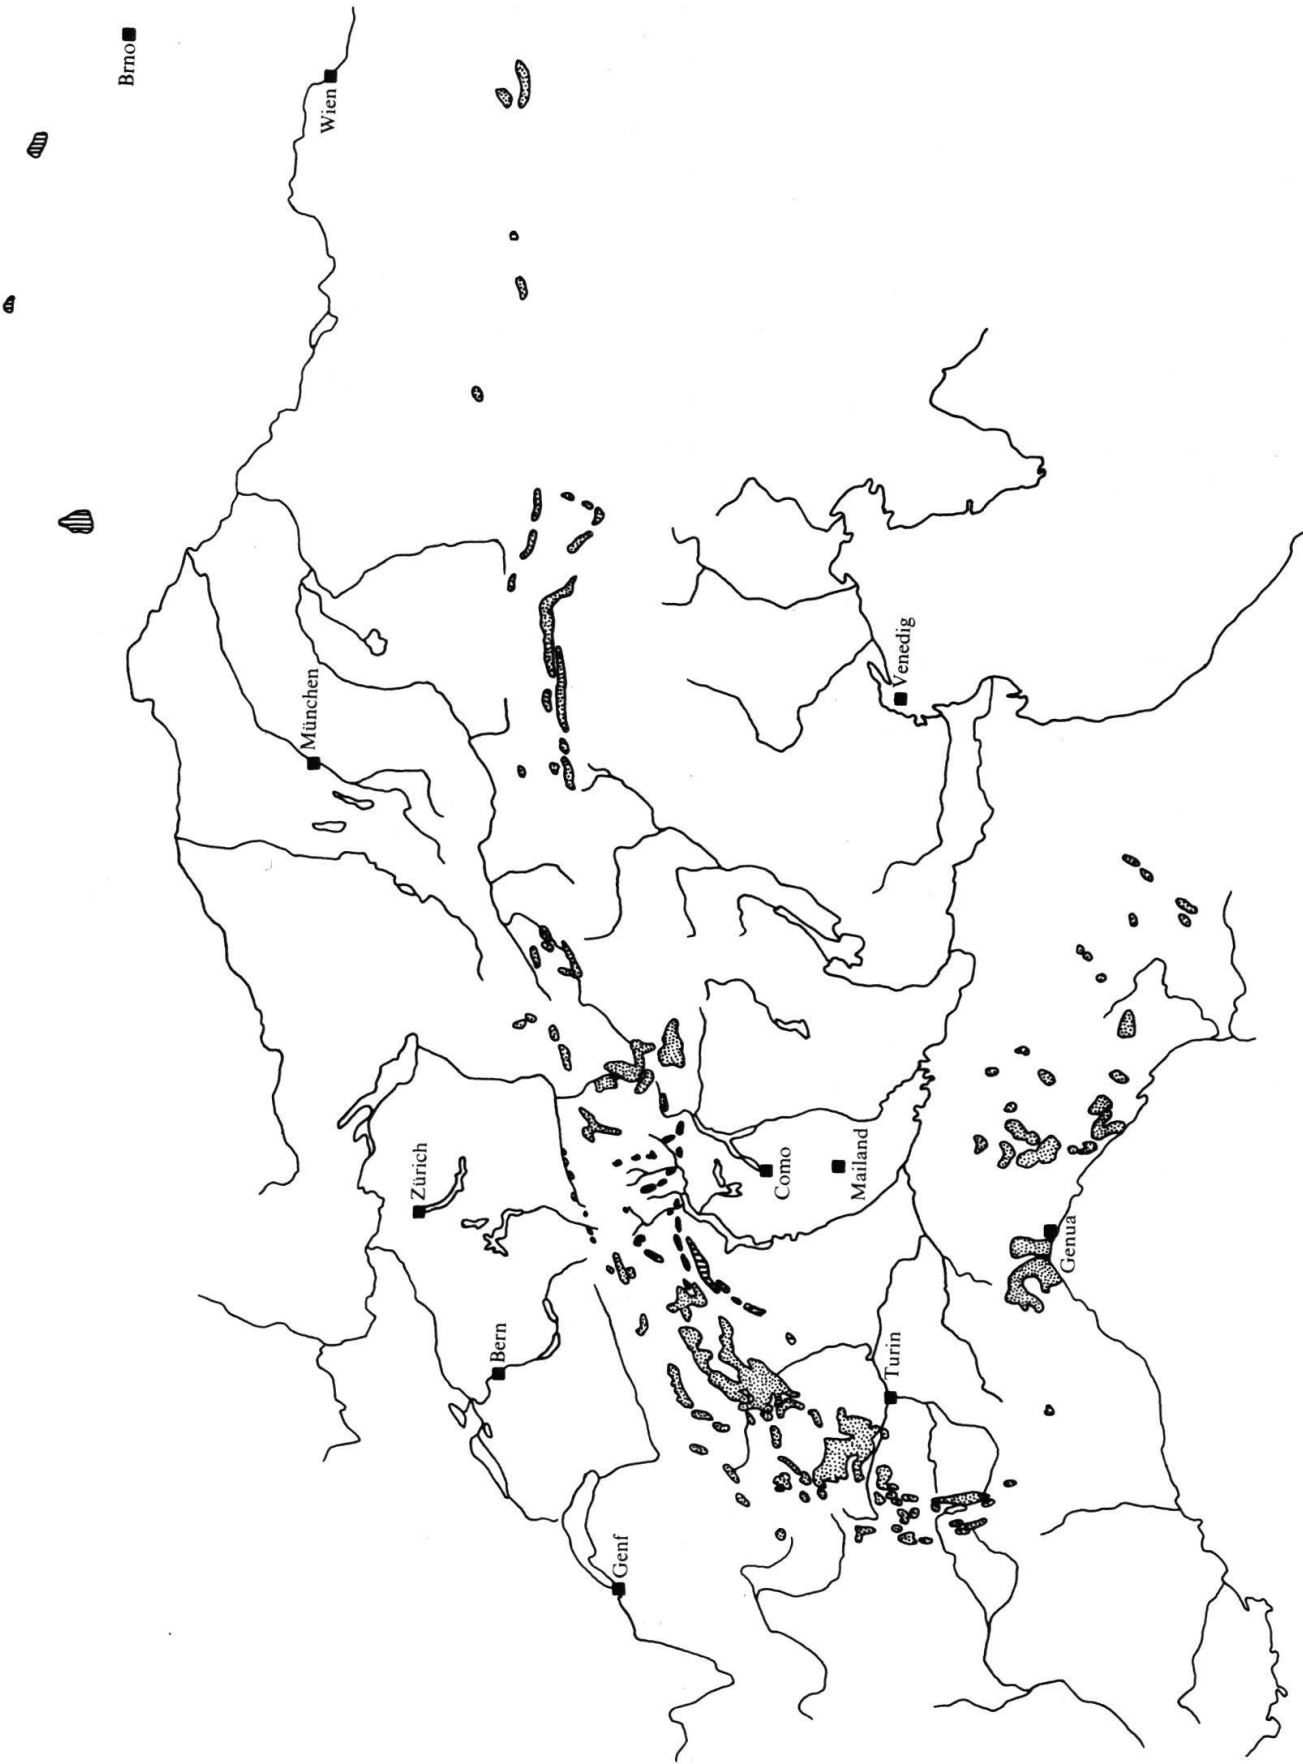 Brno
Wien
München
Venedig
Zürich
Como
Mailand
Bern
Genua
Turin
Genf